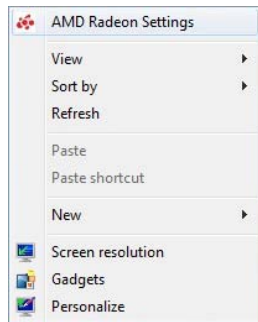 AMD Radeon Settings
View
Sort by
Refresh
Paste
Paste shortcut
New
Screen resolution
Gadgets
Personalize